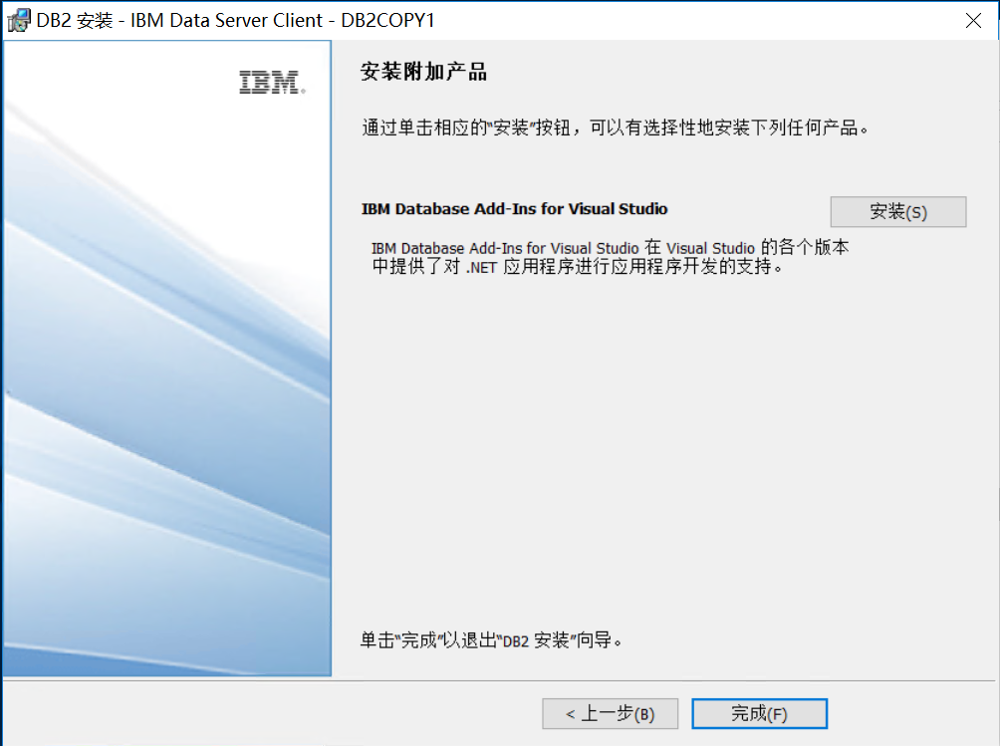 DB2 安装 - IBM Data Server Client - DB2COPY1
IBM®
安装附加产品
通过单击相应的“安装”按钮，可以有选择性地安装下列任何产品。
IBM Database Add-Ins for Visual Studio
安装(S)
IBM Database Add-Ins for Visual Studio 在 Visual Studio 的各个版本
中提供了对 .NET 应用程序进行应用程序开发的支持。
单击“完成”以退出“DB2 安装”向导。
< 上一步(B)
完成(F)